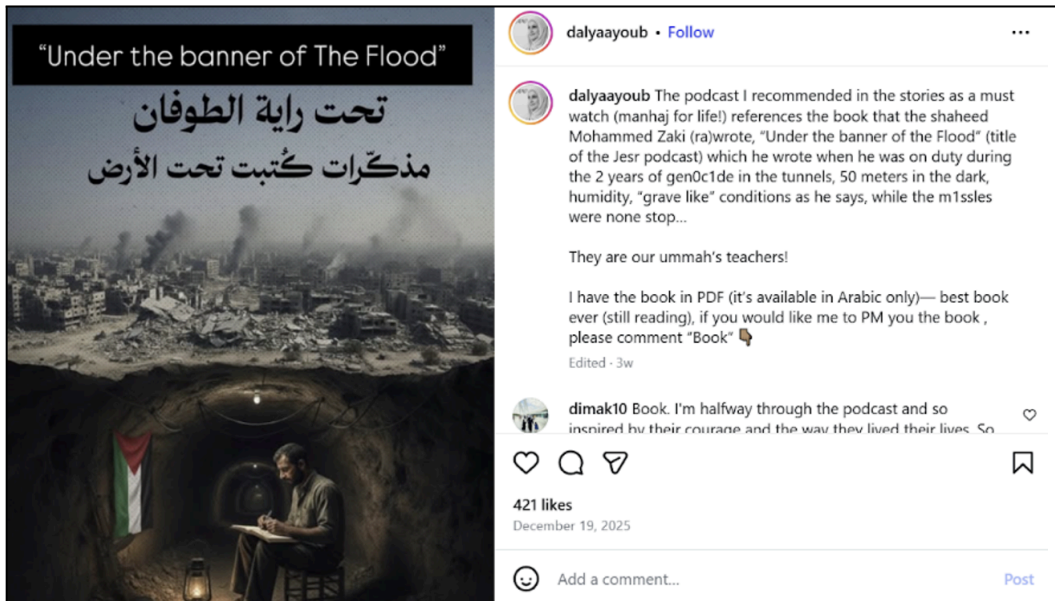 “Under the banner of The Flood”
تحت راية الطوفان
مذكّرات كُتبت تحت الأرض
dalyaayoub • Follow
dalyaayoub The podcast I recommended in the stories as a must
watch (manhaj for life!) references the book that the shaheed
Mohammed Zaki (ra)wrote, “Under the banner of the Flood” (title
of the Jesr podcast) which he wrote when he was on duty during
the 2 years of gen0c1de in the tunnels, 50 meters in the dark,
humidity, “grave like” conditions as he says, while the m1ssles
were none stop...
They are our ummah’s teachers!
I have the book in PDF (it’s available in Arabic only)— best book
ever (still reading), if you would like me to PM you the book ,
please comment “Book” 👇🏾
Edited · 3w
dimak10 Book. I'm halfway through the podcast and so
inspired by their courage and the way they lived their lives. So
421 likes
December 19, 2025
Add a comment...
Post